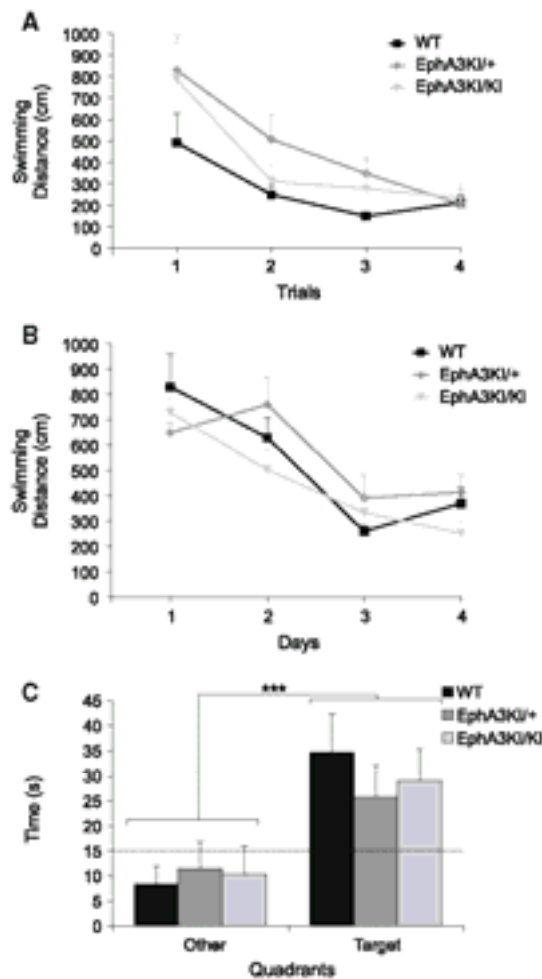 A
WT
EphA3KI/+
EphA3KI/KI
Swimming
Distance (cm)
1000
900
800
700
600
500
400
300
200
100
0
1 2 3 4
Trials
B
WT
EphA3KI/+
EphA3KI/KI
Swimming
Distance (cm)
1000
900
800
700
600
500
400
300
200
100
0
1 2 3 4
Days
C
***
WT
EphA3KI/+
EphA3KI/KI
Time (s)
45
40
35
30
25
20
15
10
5
0
Other Target
Quadrants